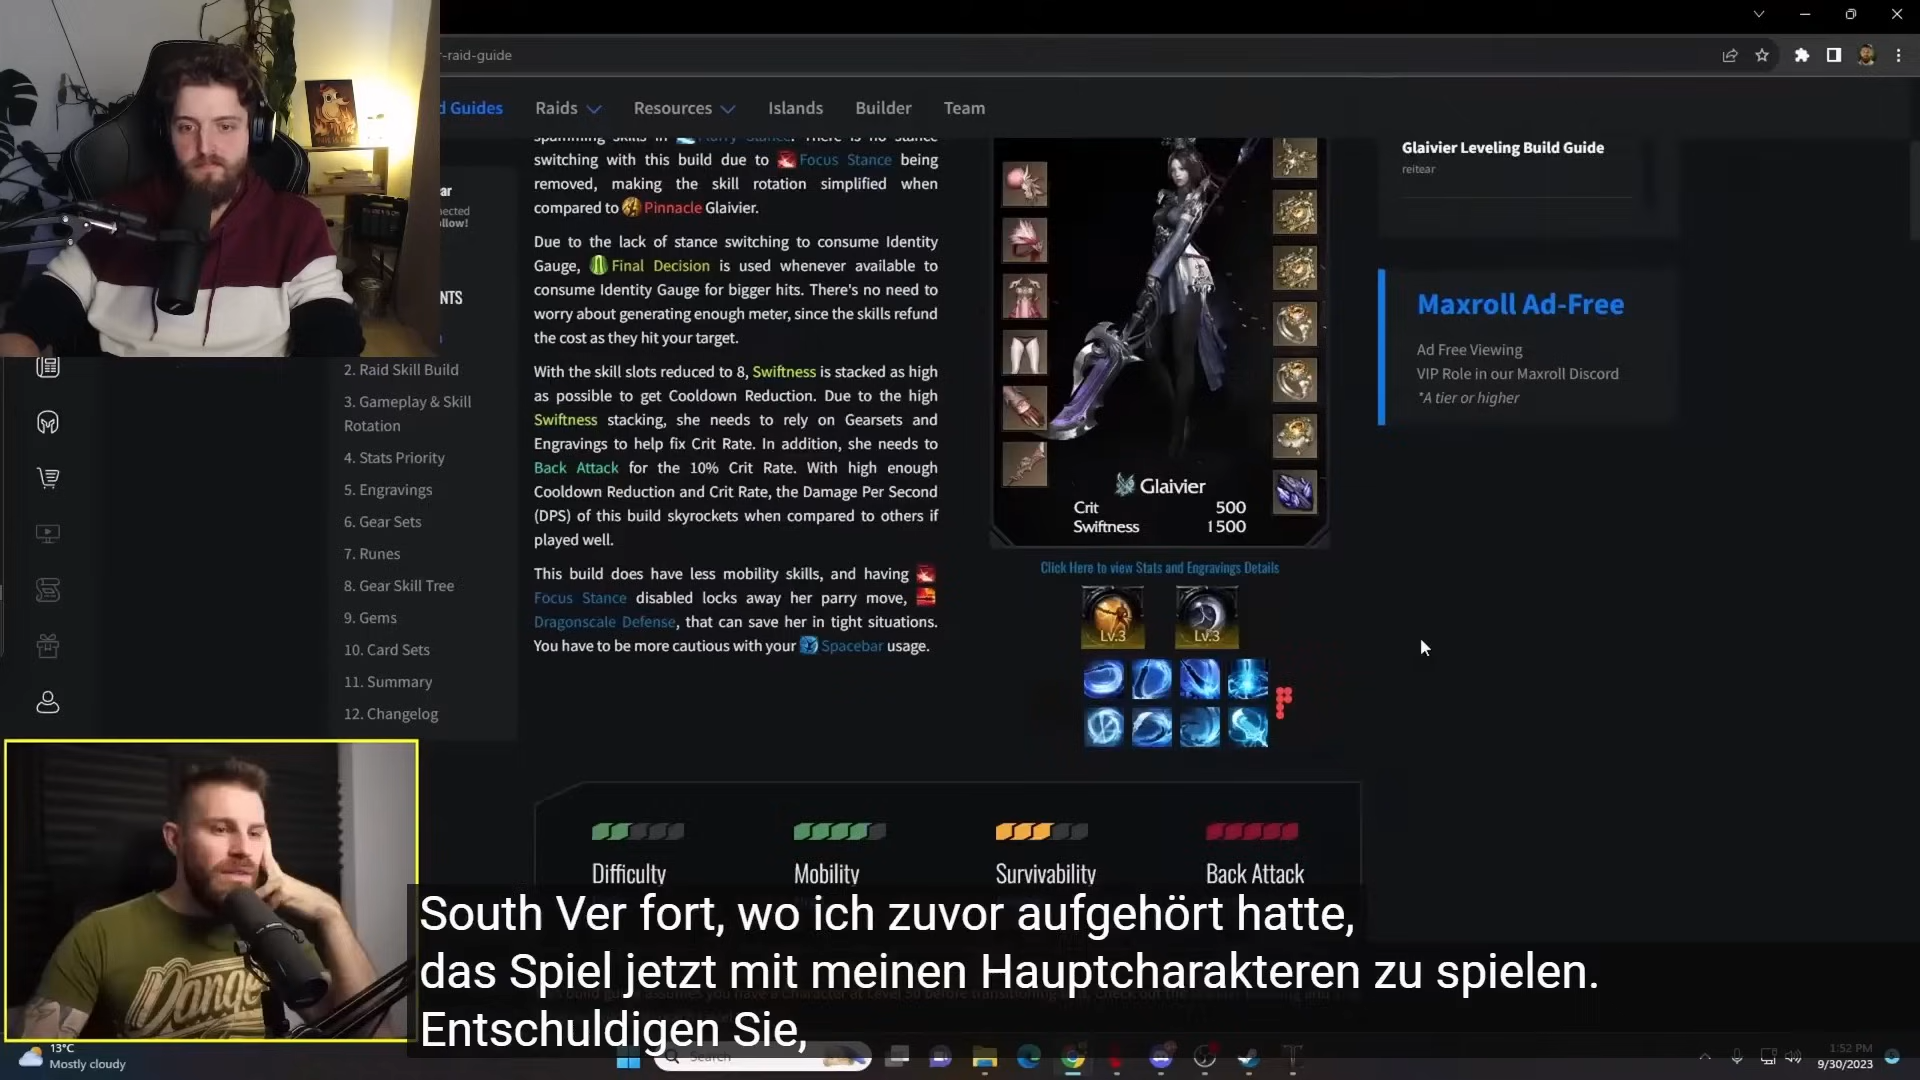 -raid-guide
d Guides
Raids
Resources
Islands
Builder
Team
switching with this build due to Focus Stance being
removed, making the skill rotation simplified when
compared to Pinnacle Glaivier.
Due to the lack of stance switching to consume Identity
Gauge, Final Decision is used whenever available to
consume Identity Gauge for bigger hits. There's no need to
worry about generating enough meter, since the skills refund
the cost as they hit your target.
With the skill slots reduced to 8, Swiftness is stacked as high
as possible to get Cooldown Reduction. Due to the high
Swiftness stacking, she needs to rely on Gearsets and
Engravings to help fix Crit Rate. In addition, she needs to
Back Attack for the 10% Crit Rate. With high enough
Cooldown Reduction and Crit Rate, the Damage Per Second
(DPS) of this build skyrockets when compared to others if
played well.
This build does have less mobility skills, and having
Focus Stance disabled locks away her parry move,
Dragonscale Defense, that can save her in tight situations.
You have to be more cautious with your Spacebar usage.
ar
nected
ollow!
NTS
2. Raid Skill Build
3. Gameplay & Skill
Rotation
4. Stats Priority
5. Engravings
6. Gear Sets
7. Runes
8. Gear Skill Tree
9. Gems
10. Card Sets
11. Summary
12. Changelog
Glaivier
Crit 500
Swiftness 1500
Click Here to view Stats and Engravings Details
Lv.3
Lv.3
Glaivier Leveling Build Guide
reitear
Maxroll Ad-Free
Ad Free Viewing
VIP Role in our Maxroll Discord
*A tier or higher
Difficulty
Mobility
Survivability
Back Attack
South Ver fort, wo ich zuvor aufgehört hatte,
das Spiel jetzt mit meinen Hauptcharakteren zu spielen.
Entschuldigen Sie,
13°C
Mostly cloudy
Search
1:52 PM
9/30/2023